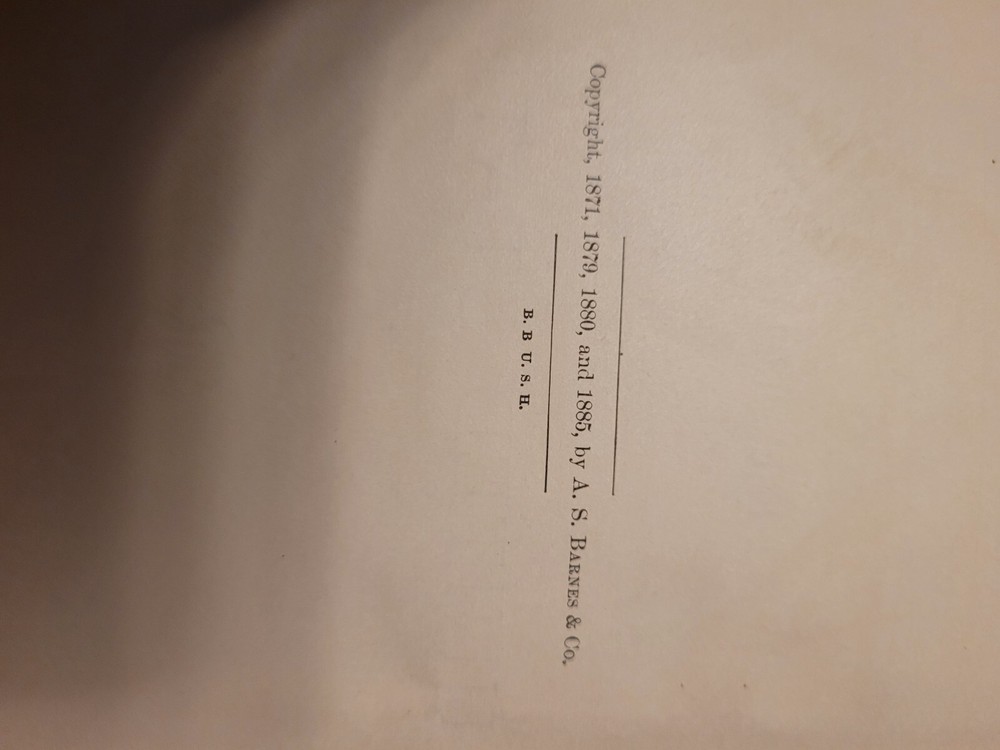 Copyright, 1871, 1879, 1880, and 1885, by A. S. BARNES & Co.
B. B U. S. H.